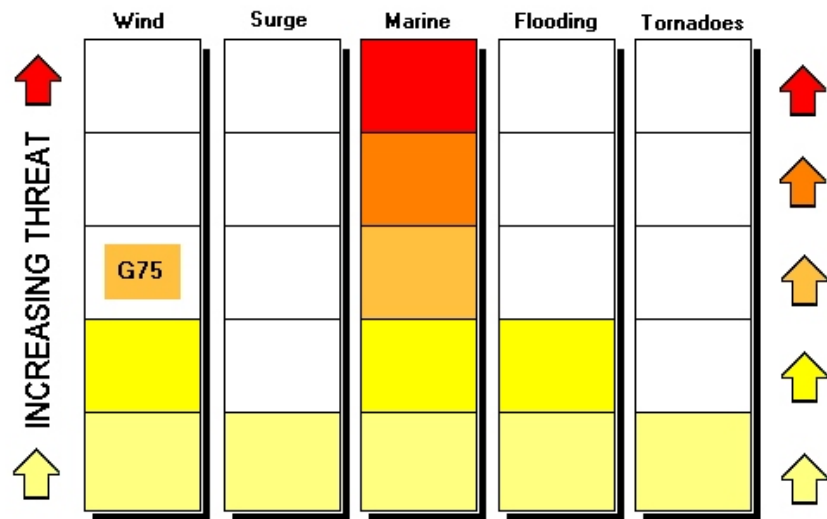 Wind
Surge
Marine
Flooding
Tornadoes
INCREASING THREAT
G75